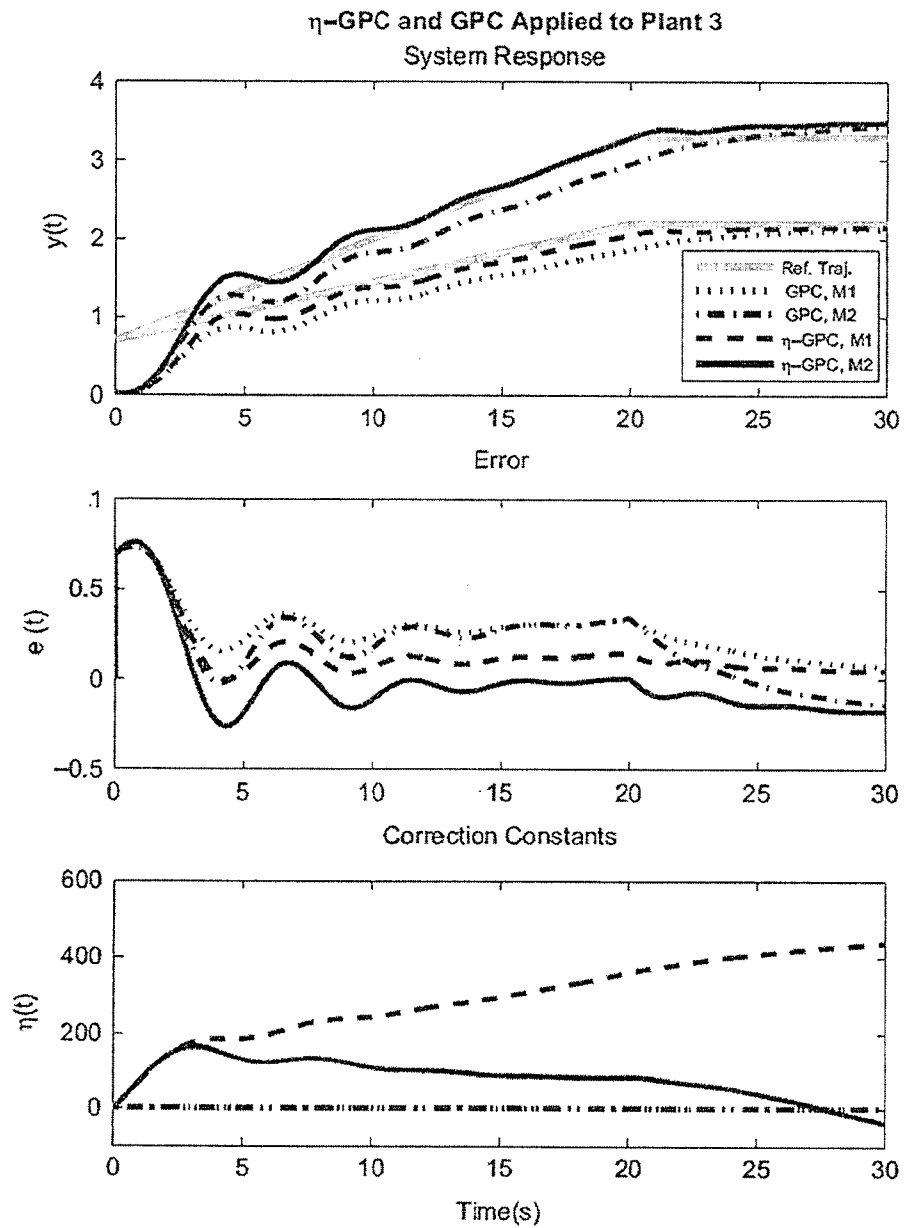 η−GPC and GPC Applied to Plant 3
System Response
4
3
2
1
0
y(t)
Ref. Traj.
GPC, M1
GPC, M2
η−GPC, M1
η−GPC, M2
0 5 10 15 20 25 30
Error
1
0.5
0
−0.5
e (t)
0 5 10 15 20 25 30
Correction Constants
600
400
200
0
η(t)
0 5 10 15 20 25 30
Time(s)